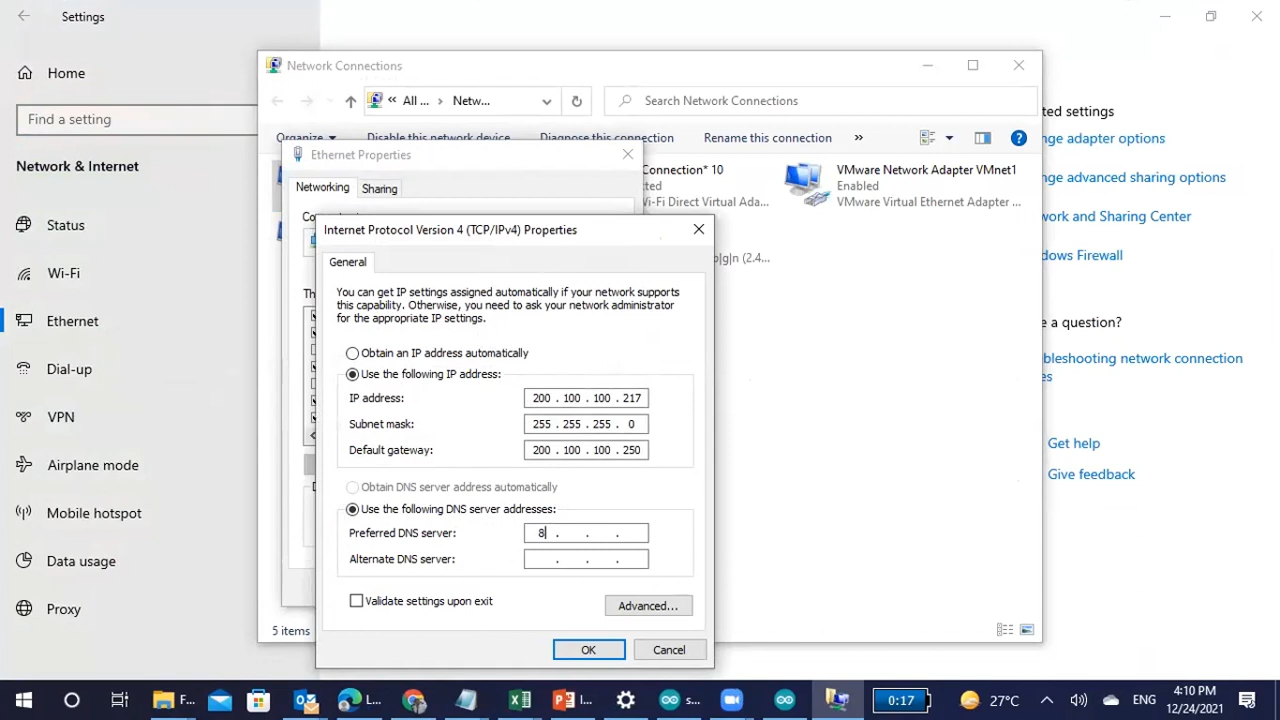 Settings
Home
Find a setting
Network & Internet
Status
Wi-Fi
Ethernet
Dial-up
VPN
Airplane mode
Mobile hotspot
Data usage
Proxy
Network Connections
« All ... › Netw...
Search Network Connections
Organize Disable this network device Diagnose this connection Rename this connection »
Connection* 10
cted
Wi-Fi Direct Virtual Ada...
VMware Network Adapter VMnet1
Enabled
VMware Virtual Ethernet Adapter ...
b|g|n (2.4...
5 items
Ethernet Properties
Networking Sharing
Internet Protocol Version 4 (TCP/IPv4) Properties
General
You can get IP settings assigned automatically if your network supports
this capability. Otherwise, you need to ask your network administrator
for the appropriate IP settings.
Obtain an IP address automatically
Use the following IP address:
IP address: 200 . 100 . 100 . 217
Subnet mask: 255 . 255 . 255 . 0
Default gateway: 200 . 100 . 100 . 250
Obtain DNS server address automatically
Use the following DNS server addresses:
Preferred DNS server: 8 . . .
Alternate DNS server: . . .
Validate settings upon exit
Advanced...
OK Cancel
ted settings
nge adapter options
nge advanced sharing options
work and Sharing Center
dows Firewall
e a question?
ubleshooting network connection
es
Get help
Give feedback
F... L... I... s... 0:17 27°C ENG 4:10 PM
12/24/2021